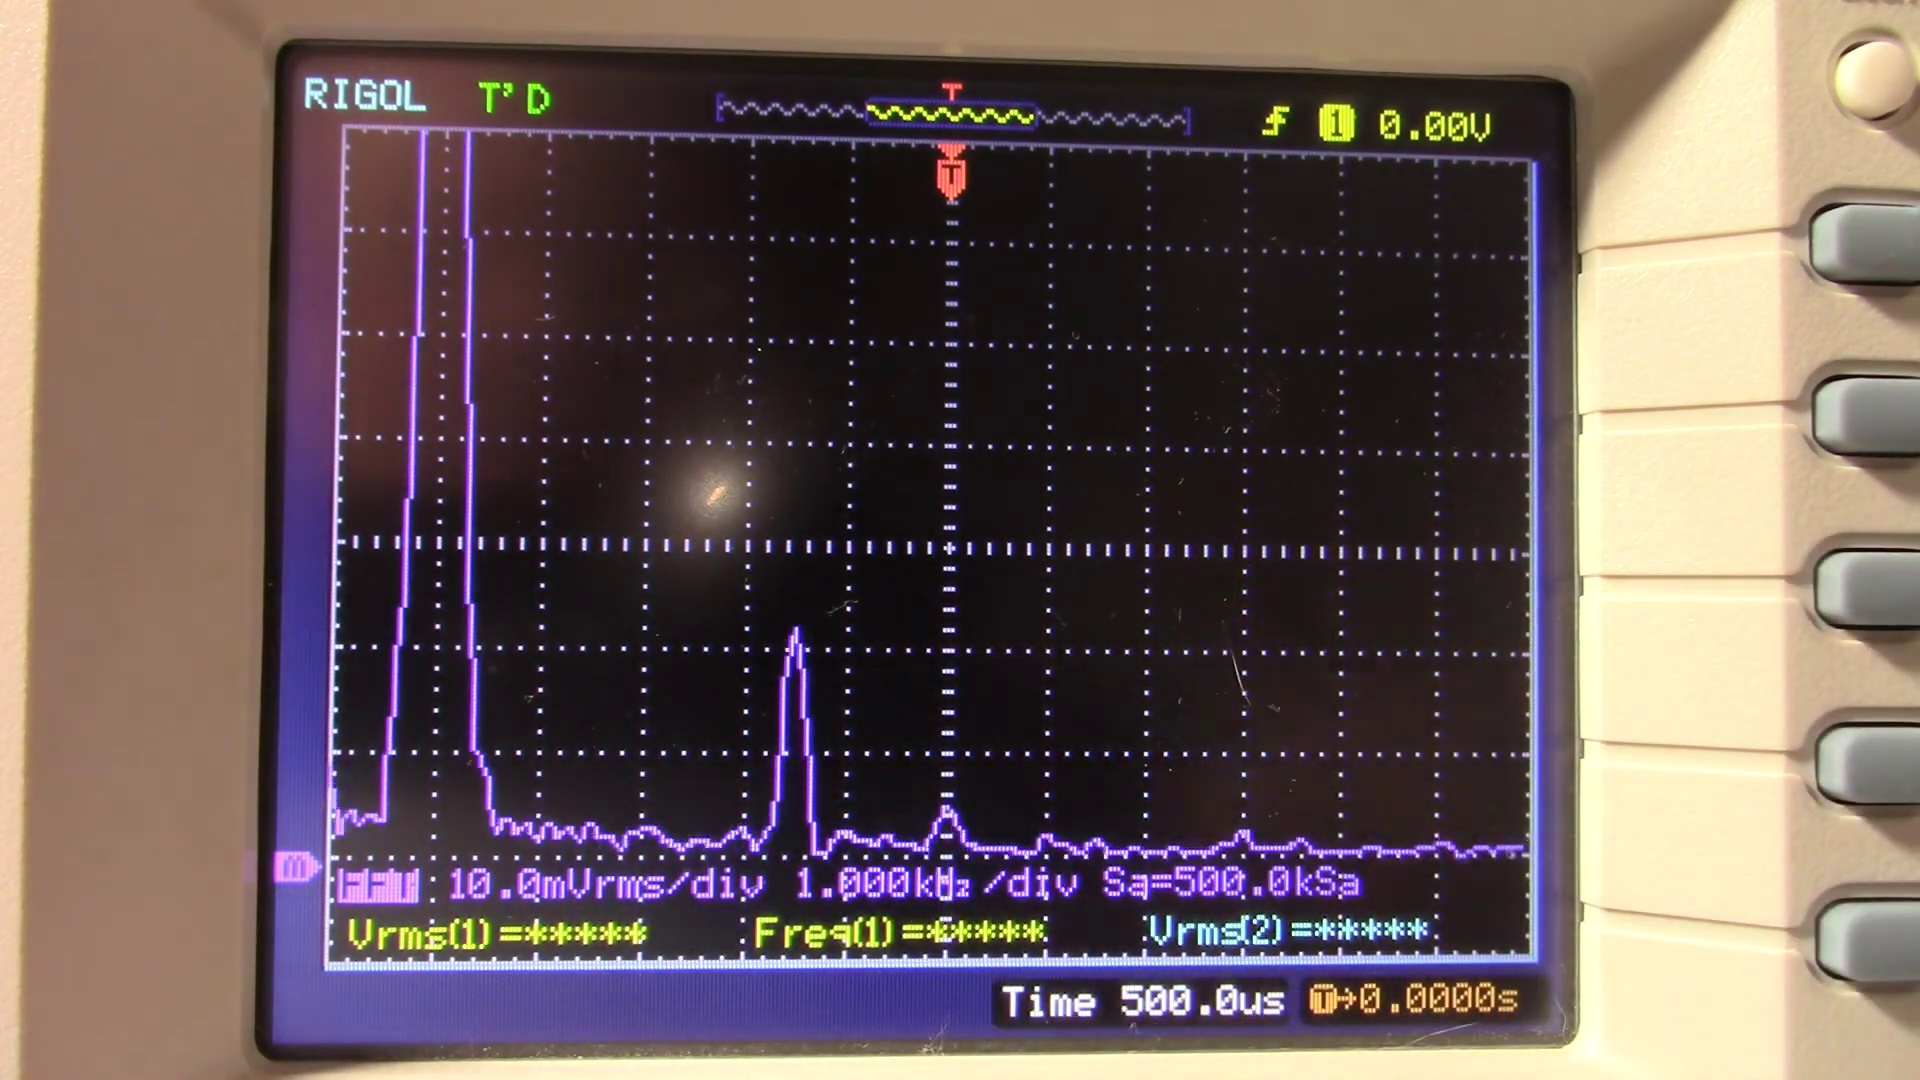 RIGOL T'D T 1 0.00V
T
M FFT : 10.0mVrms/div 1.000kHz/div Sa=500.0kSa
Vrms(1)=***** Freq(1)=***** Vrms(2)=*****
Time 500.0us T→0.0000s